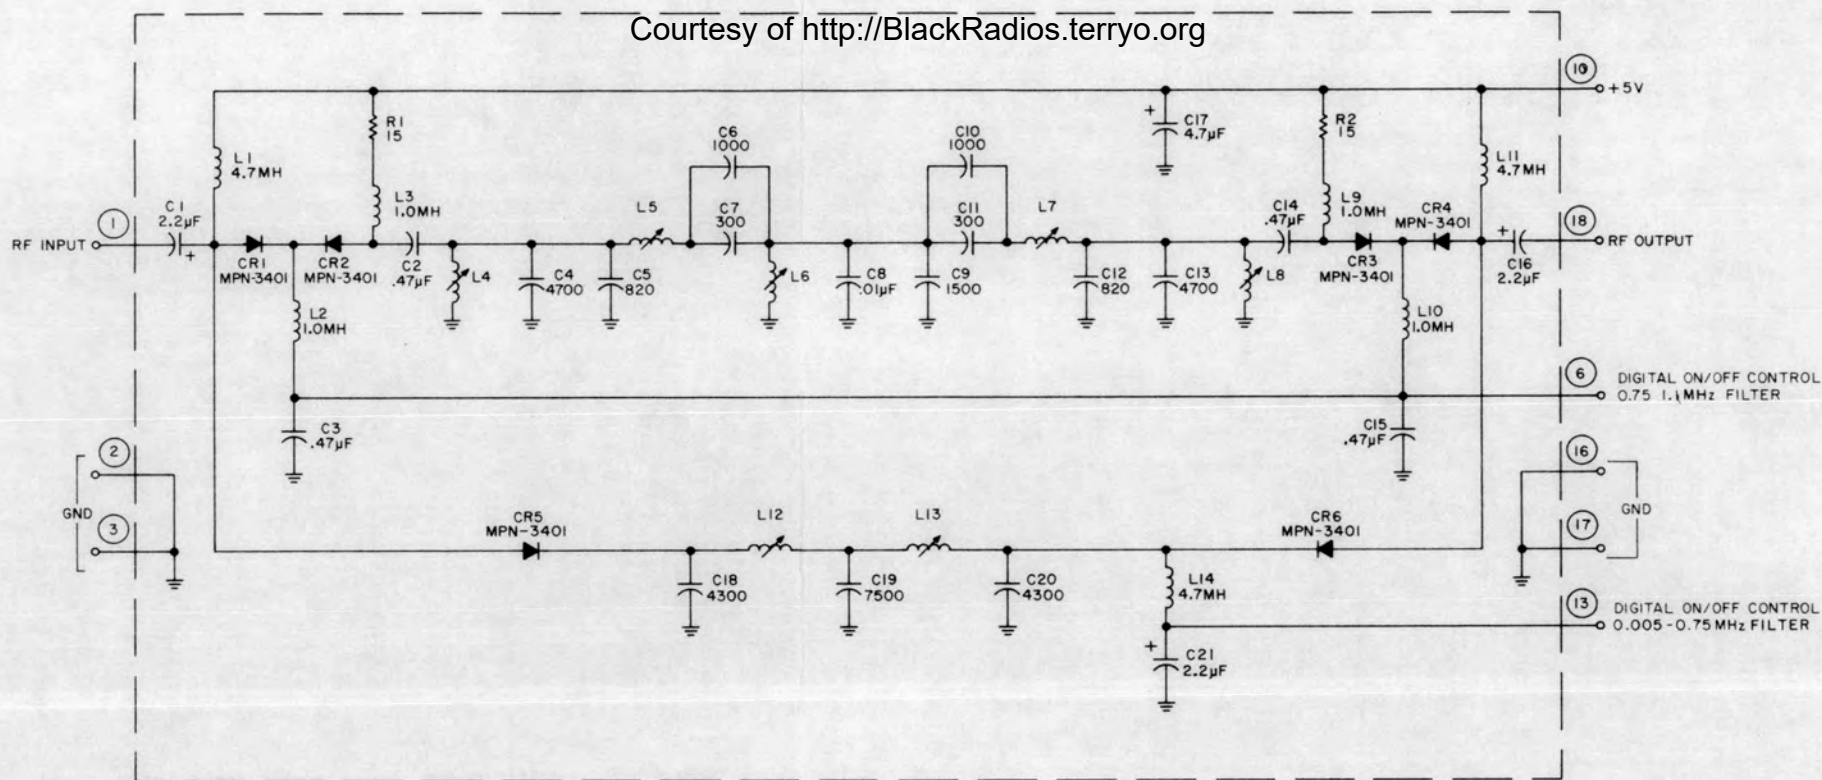 Courtesy of http://BlackRadios.terryo.org
10
+5V
R1
15
C6
1000
C10
1000
+
C17
4.7µF
R2
15
L1
4.7MH
L11
4.7MH
C1
2.2µF
+
1
RF INPUT
L3
1.0MH
L5
C7
300
C11
300
L7
C14
.47µF
L9
1.0MH
CR4
MPN-3401
18
RF OUTPUT
CR1
MPN-3401
CR2
MPN-3401
C2
.47µF
L4
C4
4700
C5
820
L6
C8
.01µF
C9
1500
C12
820
C13
4700
L8
CR3
MPN-3401
+
C16
2.2µF
L2
1.0MH
L10
1.0MH
6
DIGITAL ON/OFF CONTROL
0.75 1.1MHz FILTER
C3
.47µF
C15
.47µF
2
GND
3
16
GND
17
CR5
MPN-3401
L12
L13
CR6
MPN-3401
C18
4300
C19
7500
C20
4300
L14
4.7MH
13
DIGITAL ON/OFF CONTROL
0.005-0.75MHz FILTER
+
C21
2.2µF